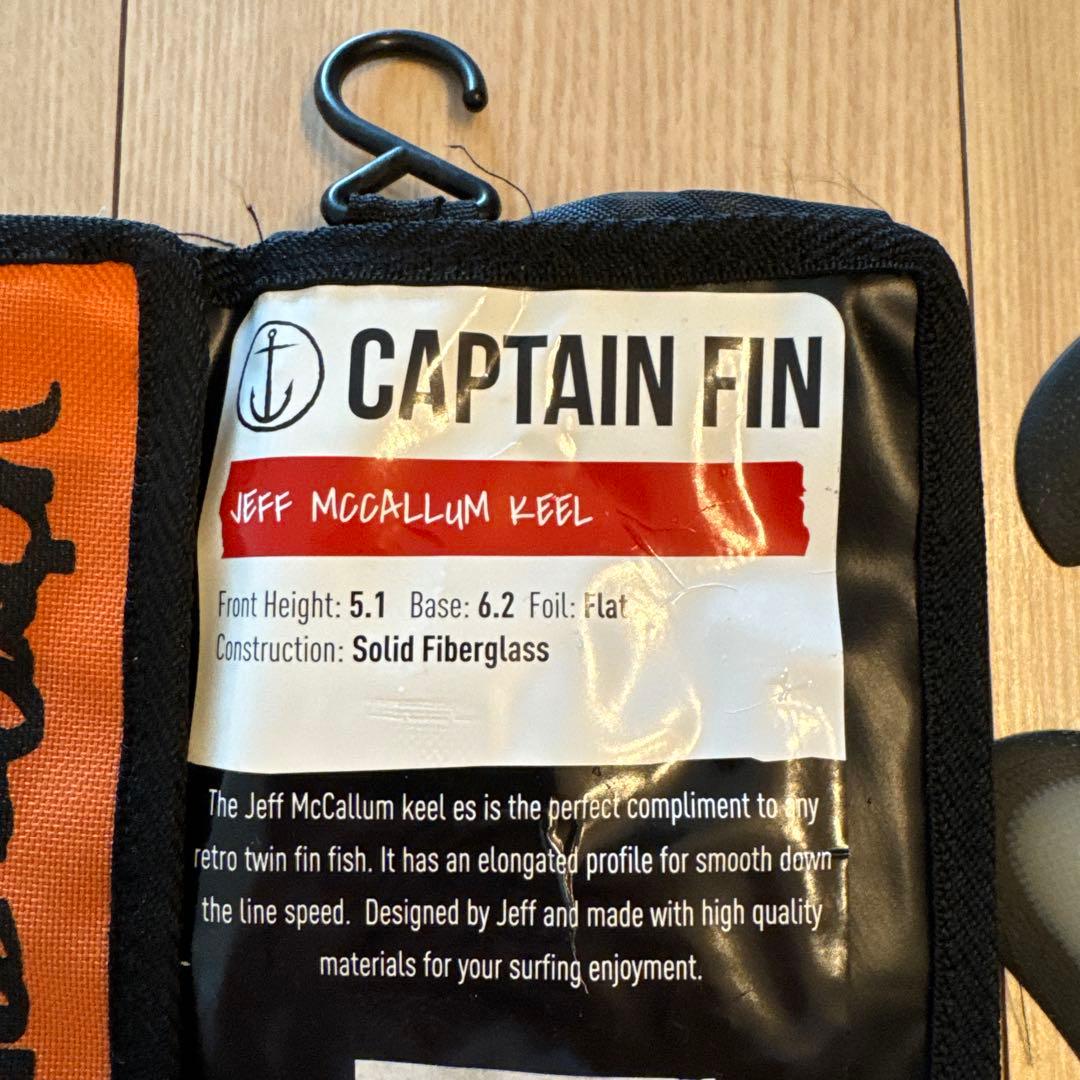 CAPTAIN FIN
JEFF MCCALLUM KEEL
Front Height: 5.1 Base: 6.2 Foil: Flat
Construction: Solid Fiberglass
The Jeff McCallum keel es is the perfect compliment to any
retro twin fin fish. It has an elongated profile for smooth down
the line speed. Designed by Jeff and made with high quality
materials for your surfing enjoyment.